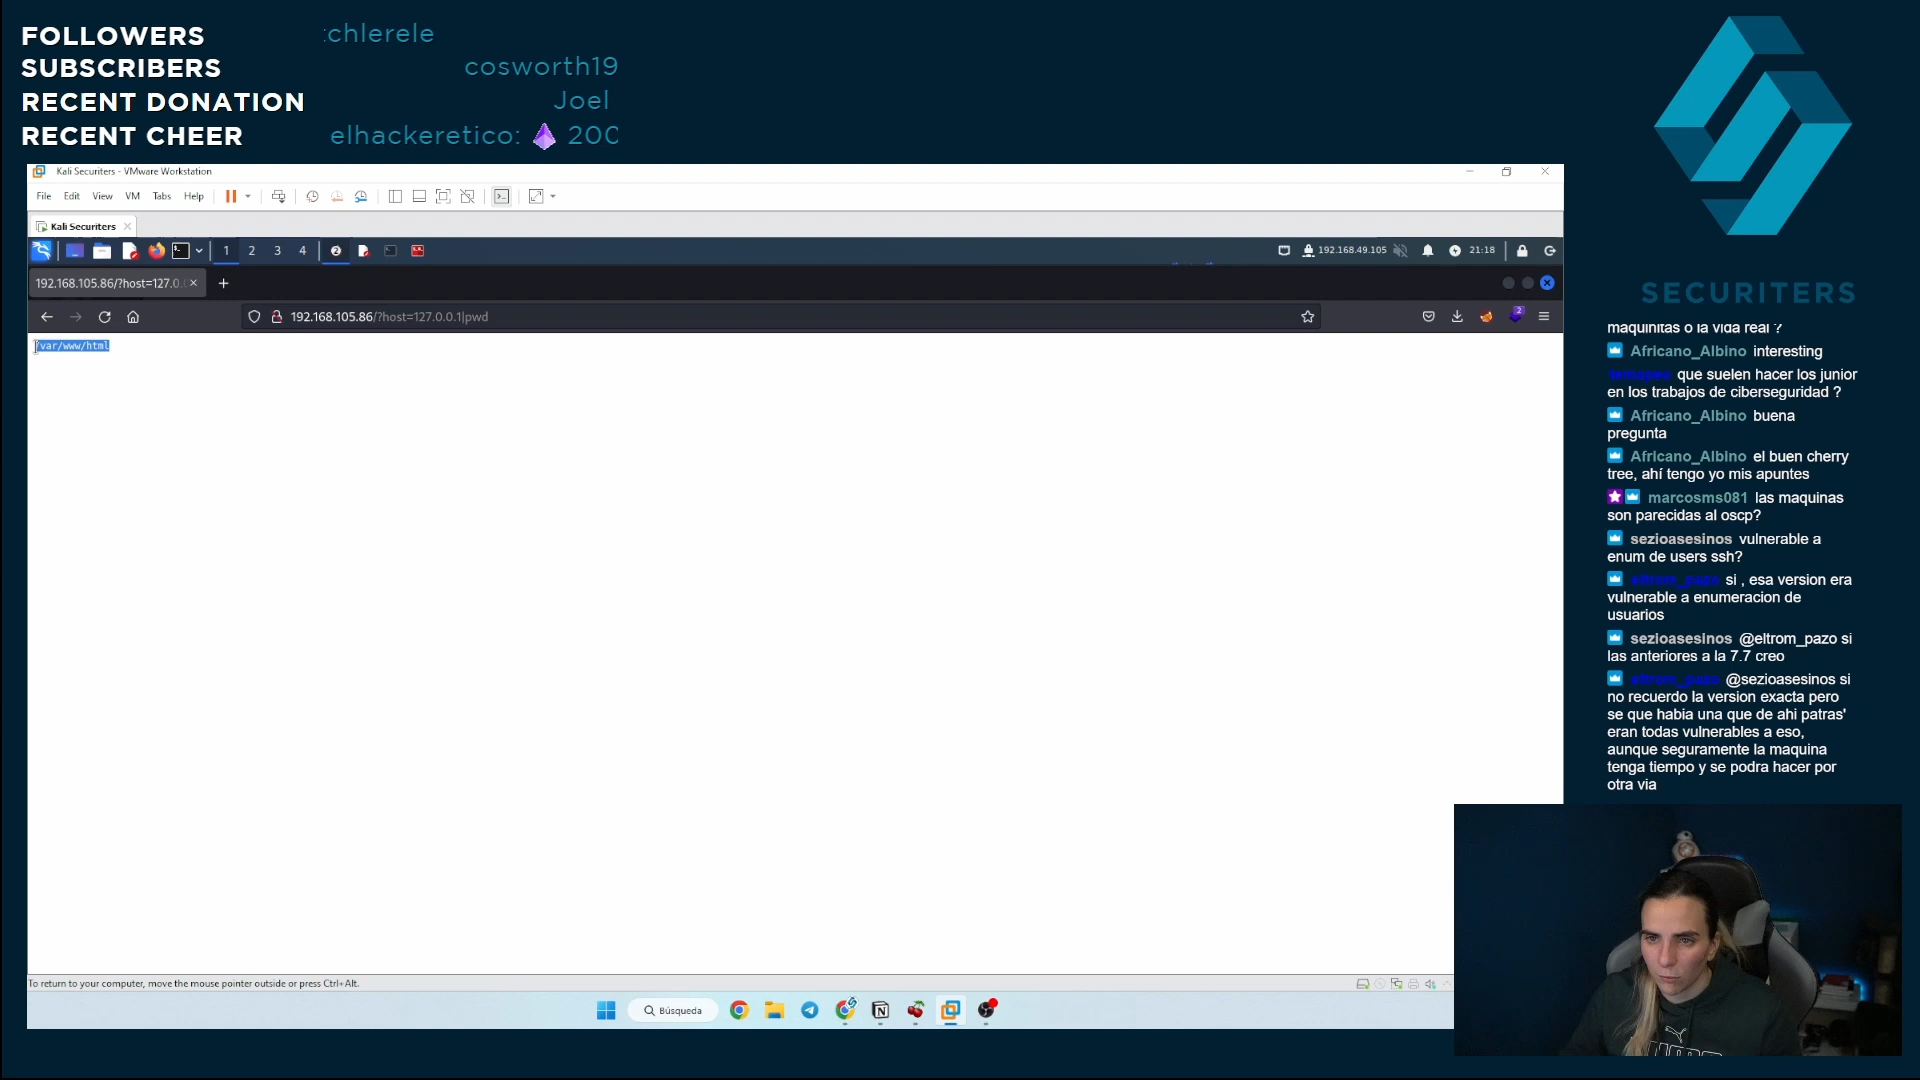 FOLLOWERS
:chlerele
SUBSCRIBERS
cosworth19
RECENT DONATION
Joel
RECENT CHEER
elhackeretico: 200
Kali Securiters - VMware Workstation
File Edit View VM Tabs Help
Kali Securiters
1 2 3 4
192.168.49.105
21:18
192.168.105.86/?host=127.0.
192.168.105.86/?host=127.0.0.1|pwd
2
/var/www/html
SECURITERS
maquinitas o la vida real ?
Africano_Albino interesting
que suelen hacer los junior
en los trabajos de ciberseguridad ?
Africano_Albino buena
pregunta
Africano_Albino el buen cherry
tree, ahí tengo yo mis apuntes
marcosms081 las maquinas
son parecidas al oscp?
sezioasesinos vulnerable a
enum de users ssh?
eltrom_pazo si , esa version era
vulnerable a enumeracion de
usuarios
sezioasesinos @eltrom_pazo si
las anteriores a la 7.7 creo
eltrom_pazo @sezioasesinos si
no recuerdo la version exacta pero
se que habia una que de ahi patras'
eran todas vulnerables a eso,
aunque seguramente la maquina
tenga tiempo y se podra hacer por
otra via
To return to your computer, move the mouse pointer outside or press Ctrl+Alt.
Búsqueda